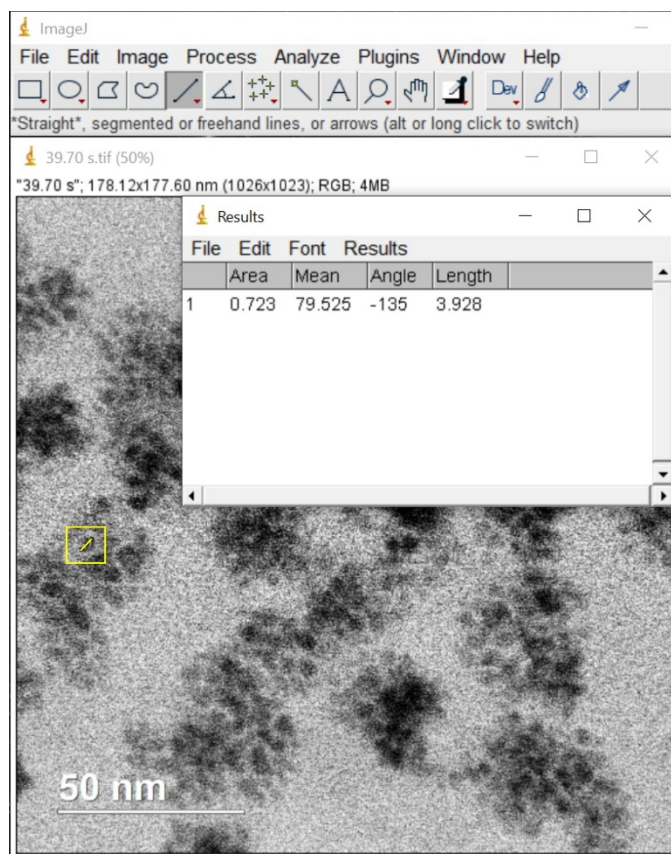 ImageJ
File Edit Image Process Analyze Plugins Window Help
Dev
*Straight*, segmented or freehand lines, or arrows (alt or long click to switch)
39.70 s.tif (50%)
"39.70 s"; 178.12x177.60 nm (1026x1023); RGB; 4MB
Results
File Edit Font Results
Area Mean Angle Length
1 0.723 79.525 -135 3.928
50 nm